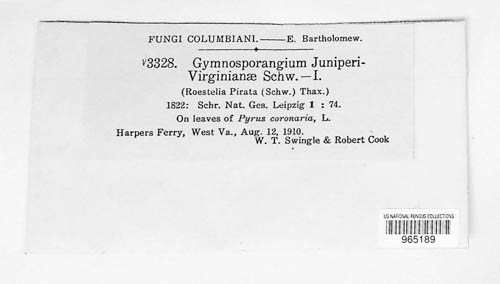 FUNGI COLUMBIANI.—E. Bartholomew.
3328. Gymnosporangium Juniperi-
Virginianæ Schw.—I.
(Roestelia Pirata (Schw.) Thax.)
1822: Schr. Nat. Ges. Leipzig 1 : 74.
On leaves of Pyrus coronaria, L.
Harpers Ferry, West Va., Aug. 12, 1910.
W. T. Swingle & Robert Cook
US NATIONAL FUNGUS COLLECTIONS
965189